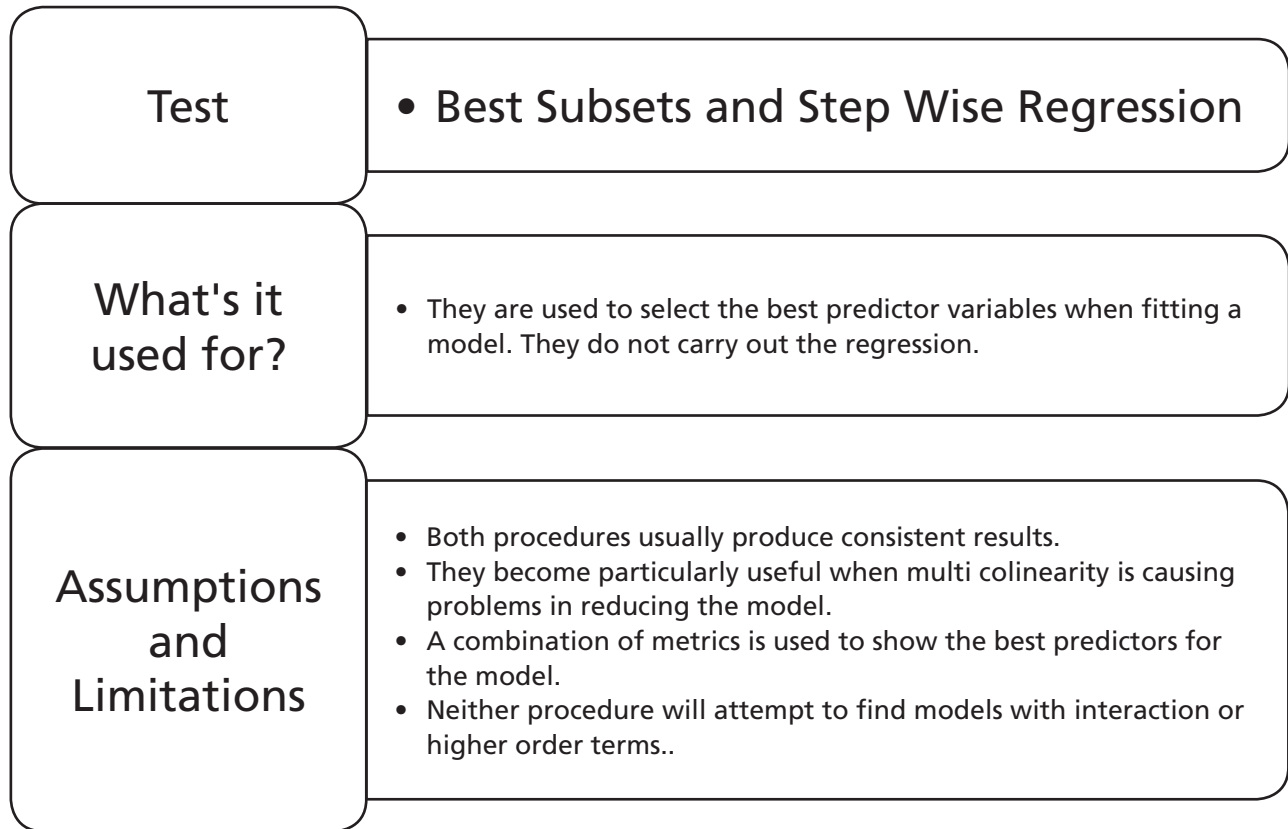 Test
• Best Subsets and Step Wise Regression
What's it
used for?
• They are used to select the best predictor variables when fitting a
model. They do not carry out the regression.
Assumptions
and
Limitations
• Both procedures usually produce consistent results.
• They become particularly useful when multi colinearity is causing
problems in reducing the model.
• A combination of metrics is used to show the best predictors for
the model.
• Neither procedure will attempt to find models with interaction or
higher order terms..